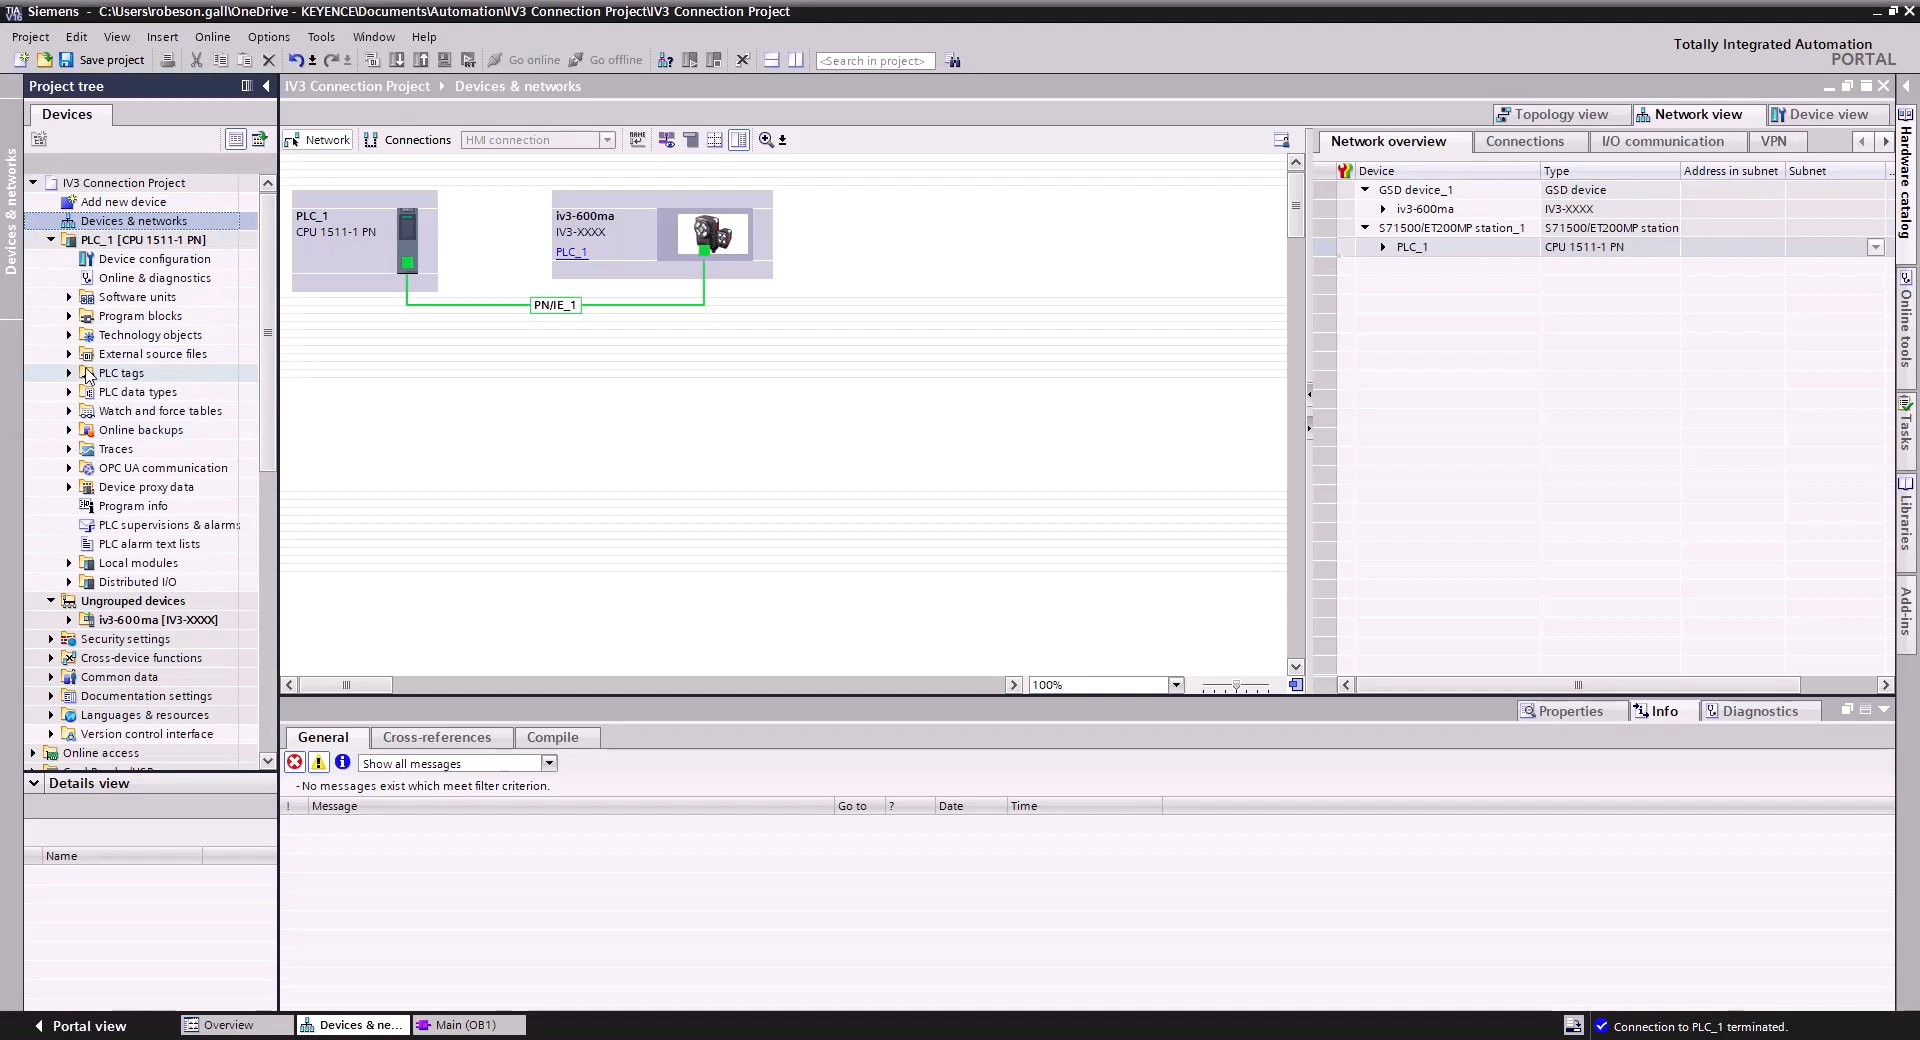 Siemens - C:\Users\robeson.gall\OneDrive - KEYENCE\Documents\Automation\IV3 Connection Project\IV3 Connection Project
Project Edit View Insert Online Options Tools Window Help
Totally Integrated Automation
PORTAL
Save project
Go online
Go offline
<Search in project>
Project tree
IV3 Connection Project
Devices & networks
Devices
Topology view
Network view
Device view
Network
Connections
HMI connection
Network overview
Connections
I/O communication
VPN
Devices & networks
IV3 Connection Project
Add new device
Devices & networks
PLC_1 [CPU 1511-1 PN]
Device configuration
Online & diagnostics
Software units
Program blocks
Technology objects
External source files
PLC tags
PLC data types
Watch and force tables
Online backups
Traces
OPC UA communication
Device proxy data
Program info
PLC supervisions & alarms
PLC alarm text lists
Local modules
Distributed I/O
Ungrouped devices
iv3-600ma [IV3-XXXX]
Security settings
Cross-device functions
Common data
Documentation settings
Languages & resources
Version control interface
Online access
Details view
Name
PLC_1
CPU 1511-1 PN
iv3-600ma
IV3-XXXX
PLC_1
PN/IE_1
100%
Device Type Address in subnet Subnet
GSD device_1 GSD device
iv3-600ma IV3-XXXX
S71500/ET200MP station_1 S71500/ET200MP station
PLC_1 CPU 1511-1 PN
Hardware catalog
Online tools
Tasks
Libraries
Add-ins
Properties
Info
Diagnostics
General
Cross-references
Compile
Show all messages
-No messages exist which meet filter criterion.
! Message Go to ? Date Time
Portal view
Overview
Devices & ne...
Main (OB1)
Connection to PLC_1 terminated.